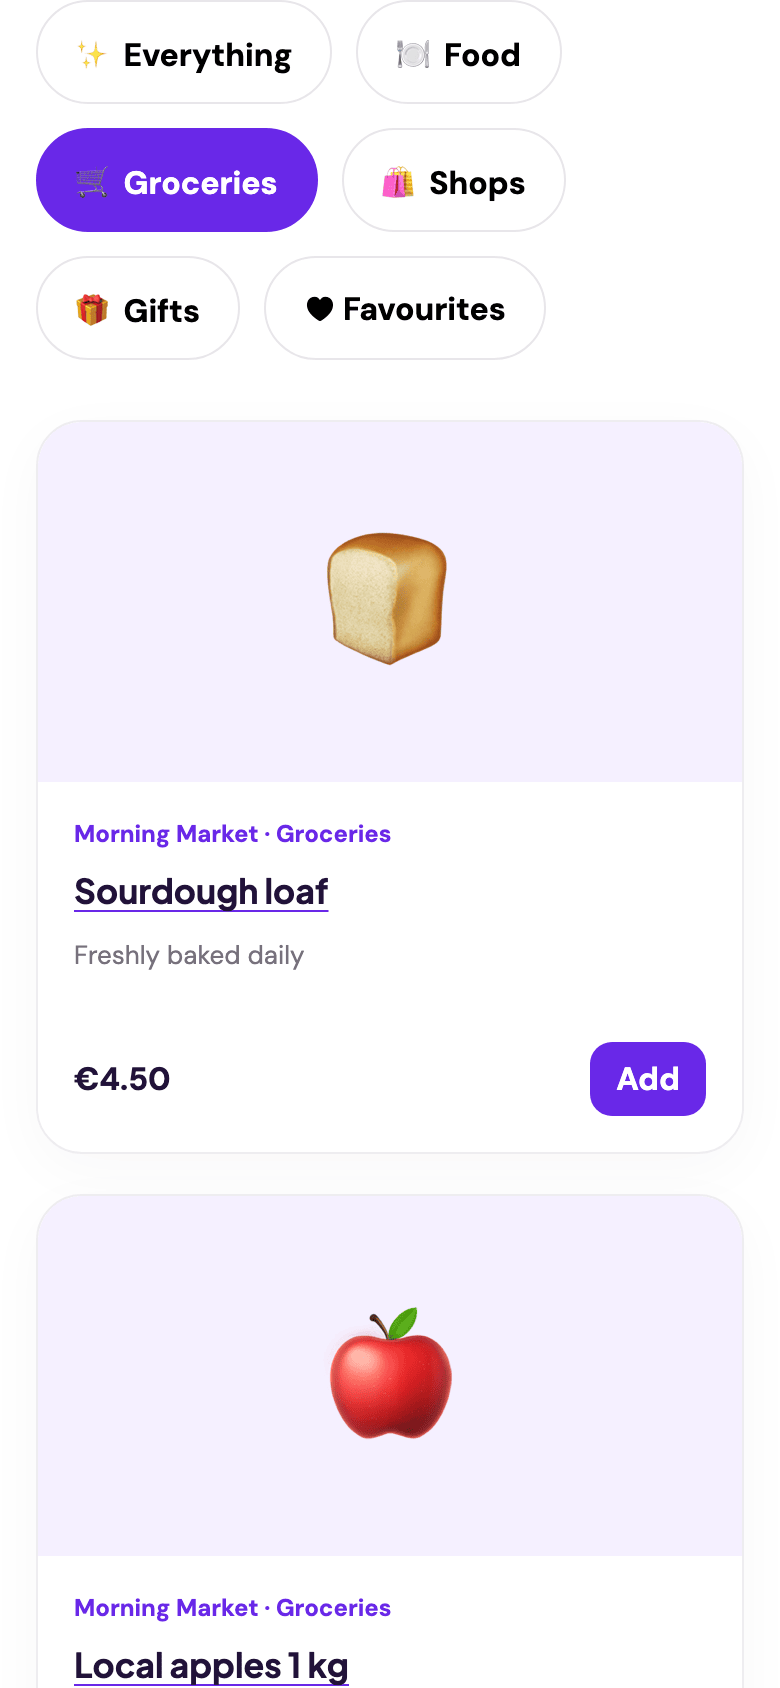 Everything
Food
Groceries
Shops
Gifts
Favourites
Morning Market · Groceries
Sourdough loaf
Freshly baked daily
€4.50
Add
Morning Market · Groceries
Local apples 1 kg